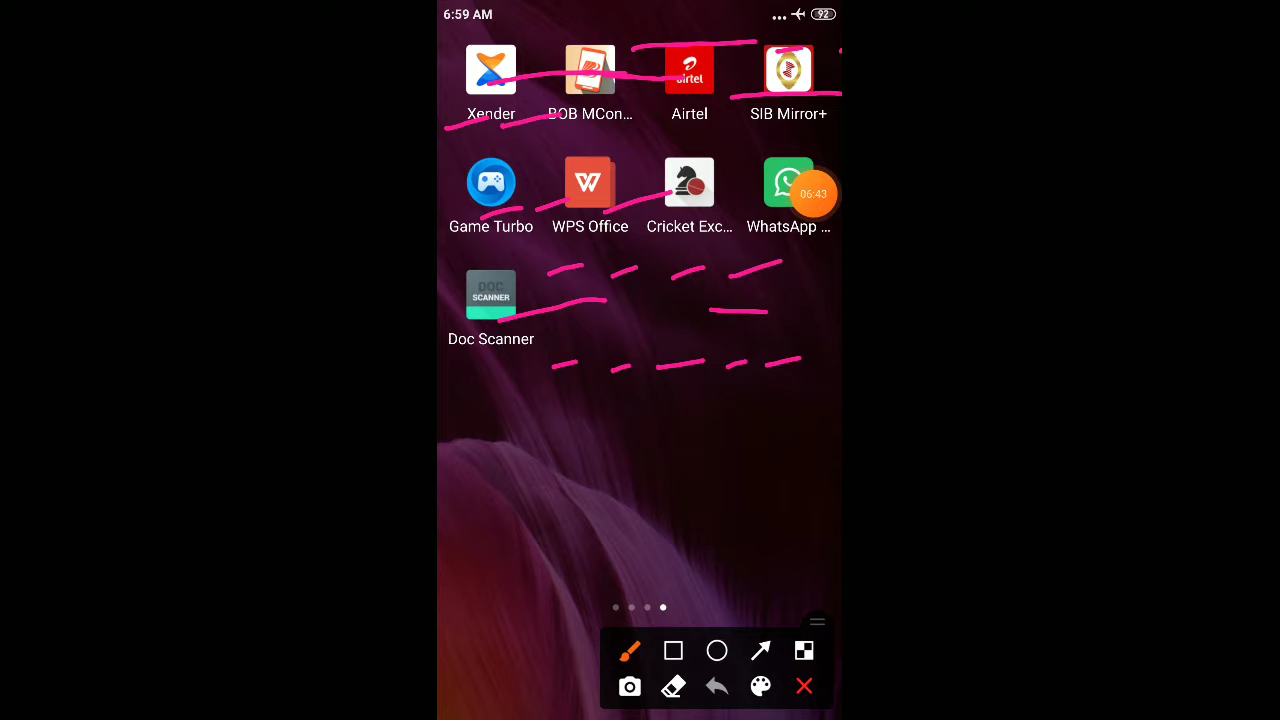 6:59 AM 92
airtel
Xender BOB MCon... Airtel SIB Mirror+
06:43
Game Turbo WPS Office Cricket Exc... WhatsApp ...
DOC
SCANNER
Doc Scanner